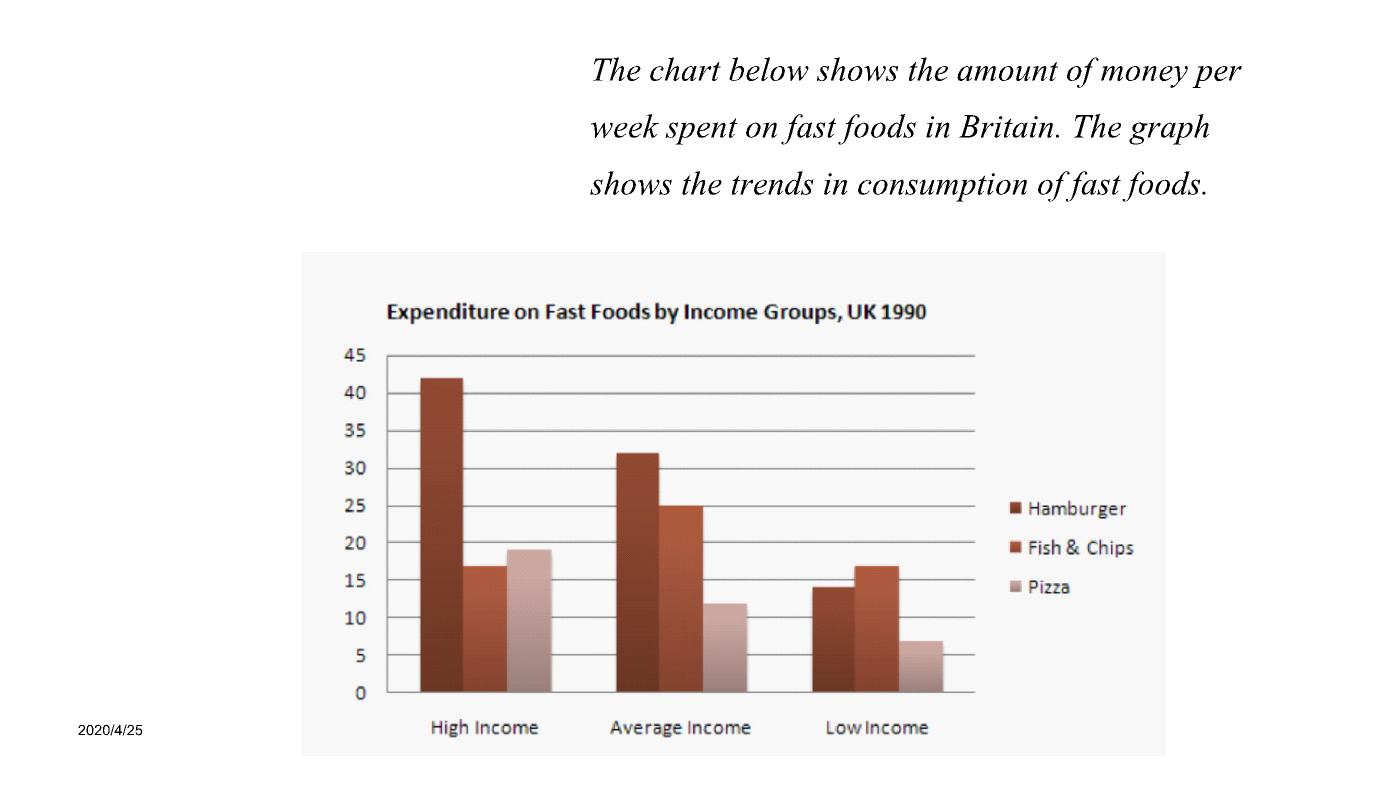 The chart below shows the amount of money per
week spent on fast foods in Britain. The graph
shows the trends in consumption of fast foods.
Expenditure on Fast Foods by Income Groups, UK 1990
45
40
35
30
25
20
15
10
5
0
Hamburger
Fish & Chips
Pizza
High Income
Average Income
Low Income
2020/4/25